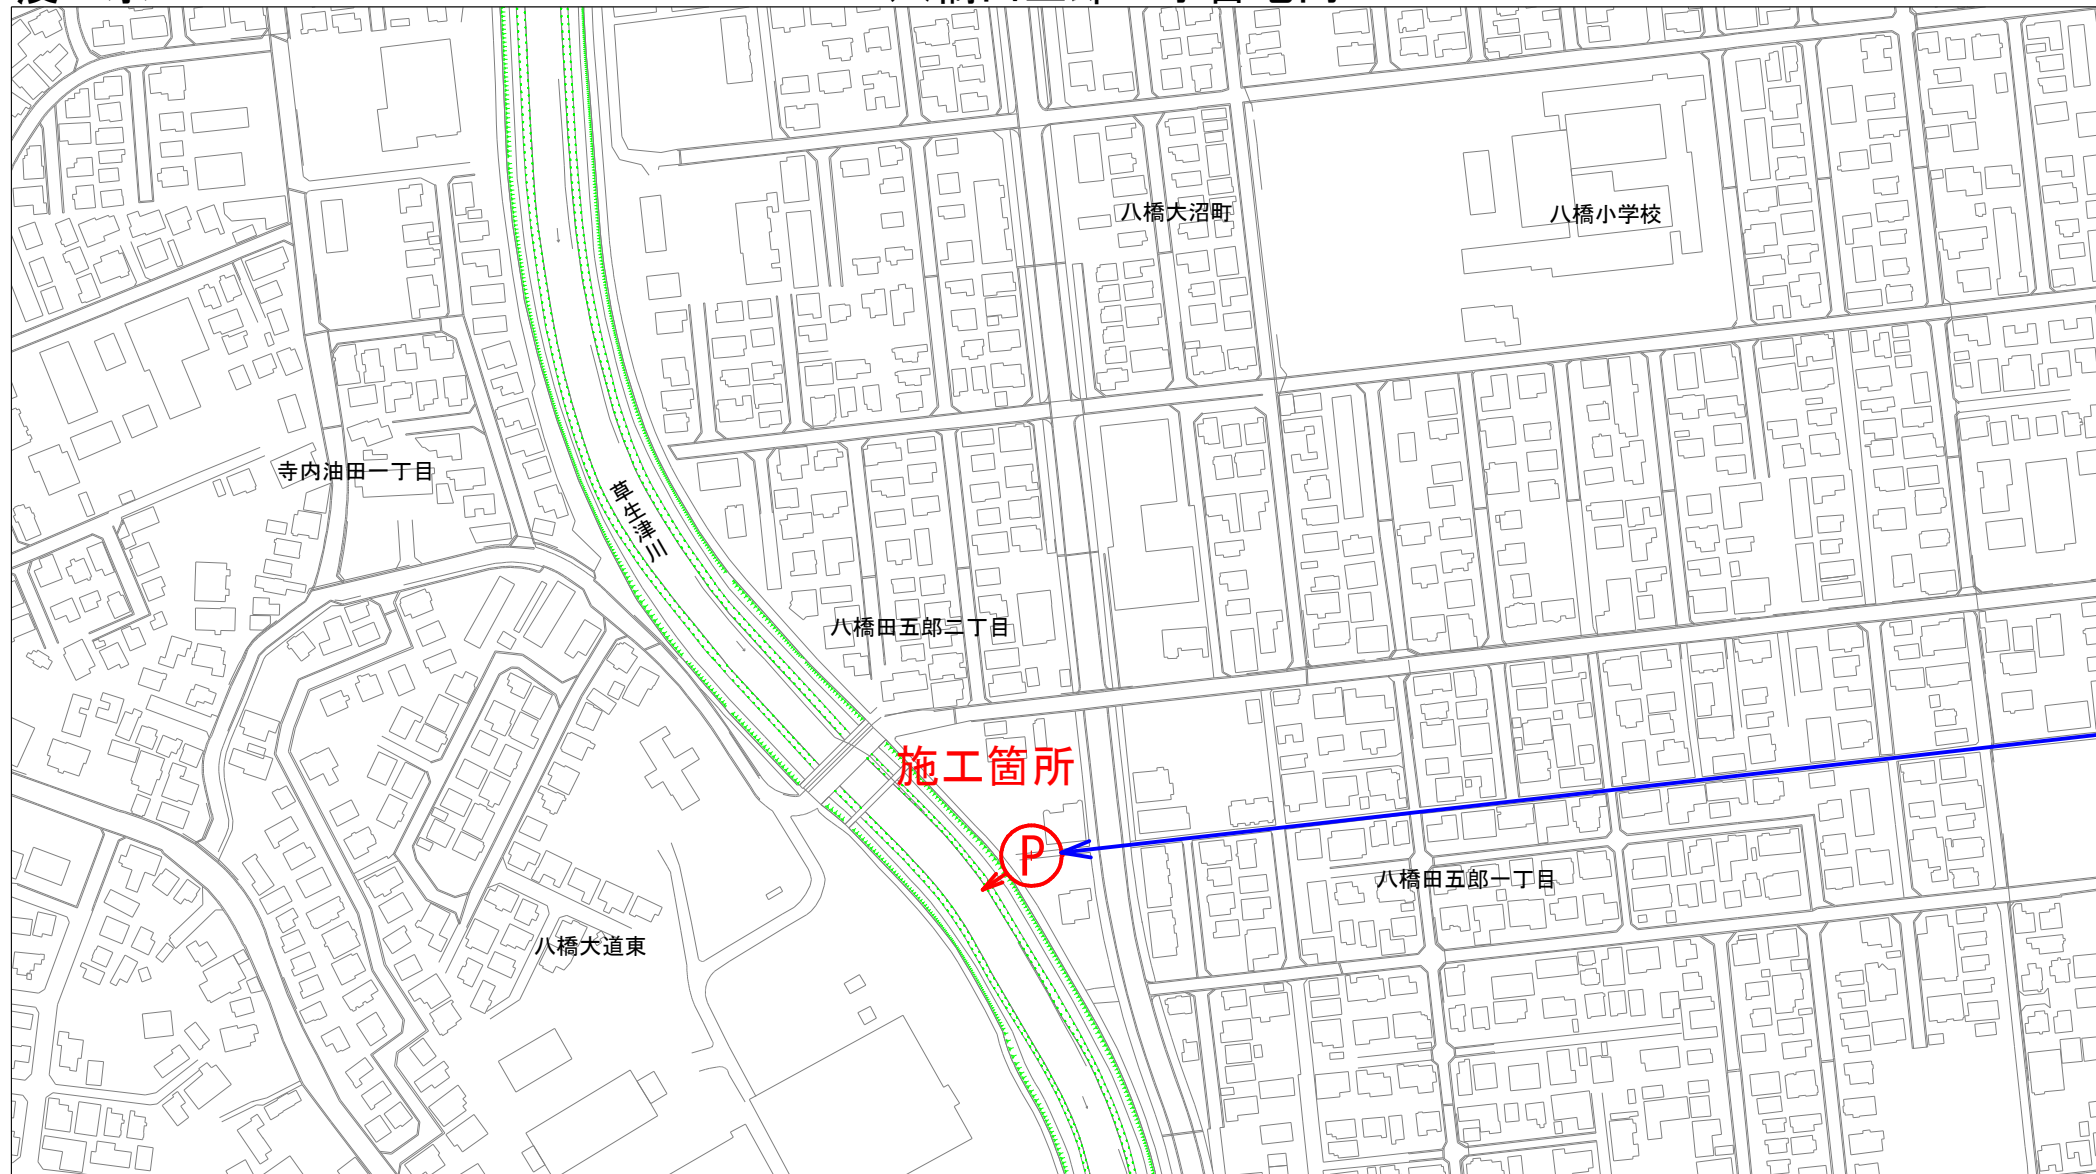 八橋大沼町
八橋小学校
寺内油田一丁目
草生津川
八橋田五郎二丁目
施工箇所
P
八橋田五郎一丁目
八橋大道東